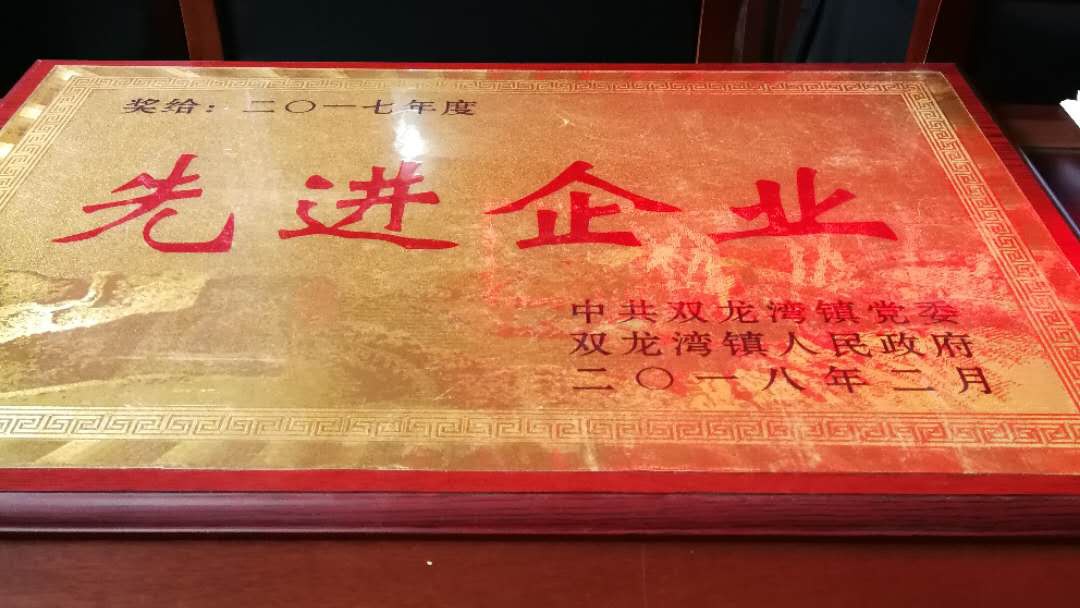 奖给：二〇一七年度
先进企业
中共双龙湾镇党委
双龙湾镇人民政府
二〇一八年二月